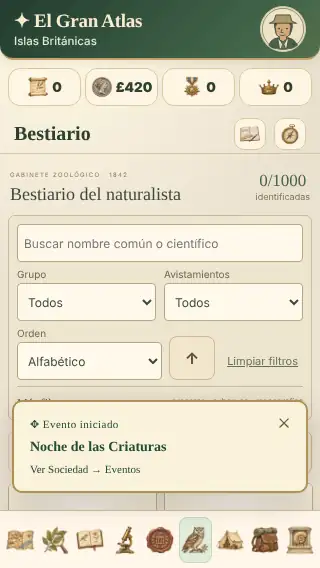 ✦ El Gran Atlas
Islas Británicas
0
£420
0
0
Bestiario
GABINETE ZOOLÓGICO · 1842
Bestiario del naturalista
0/1000
identificadas
Buscar nombre común o científico
Grupo
Avistamientos
Todos
Todos
Orden
Alfabético
↑
Limpiar filtros
✥ Evento iniciado
×
Noche de las Criaturas
Ver Sociedad → Eventos